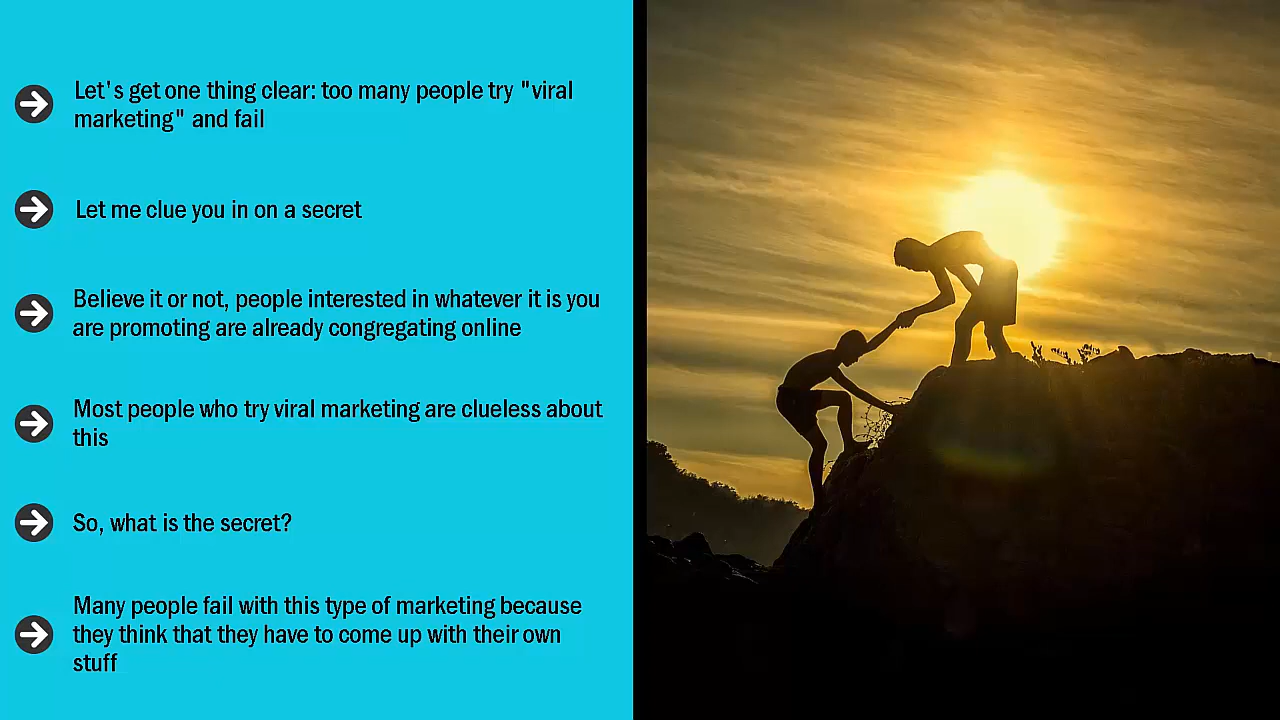 Let's get one thing clear: too many people try "viral
marketing" and fail
Let me clue you in on a secret
Believe it or not, people interested in whatever it is you
are promoting are already congregating online
Most people who try viral marketing are clueless about
this
So, what is the secret?
Many people fail with this type of marketing because
they think that they have to come up with their own
stuff